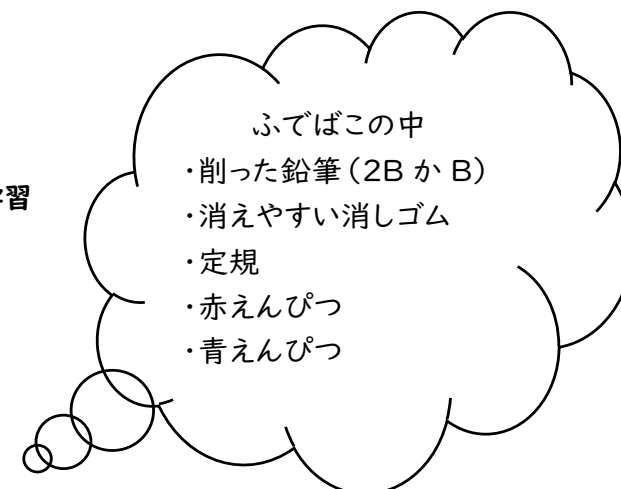 ふでばこの中
・削った鉛筆（2B か B）
・消えやすい消しゴム
・定規
・赤えんぴつ
・青えんぴつ
習